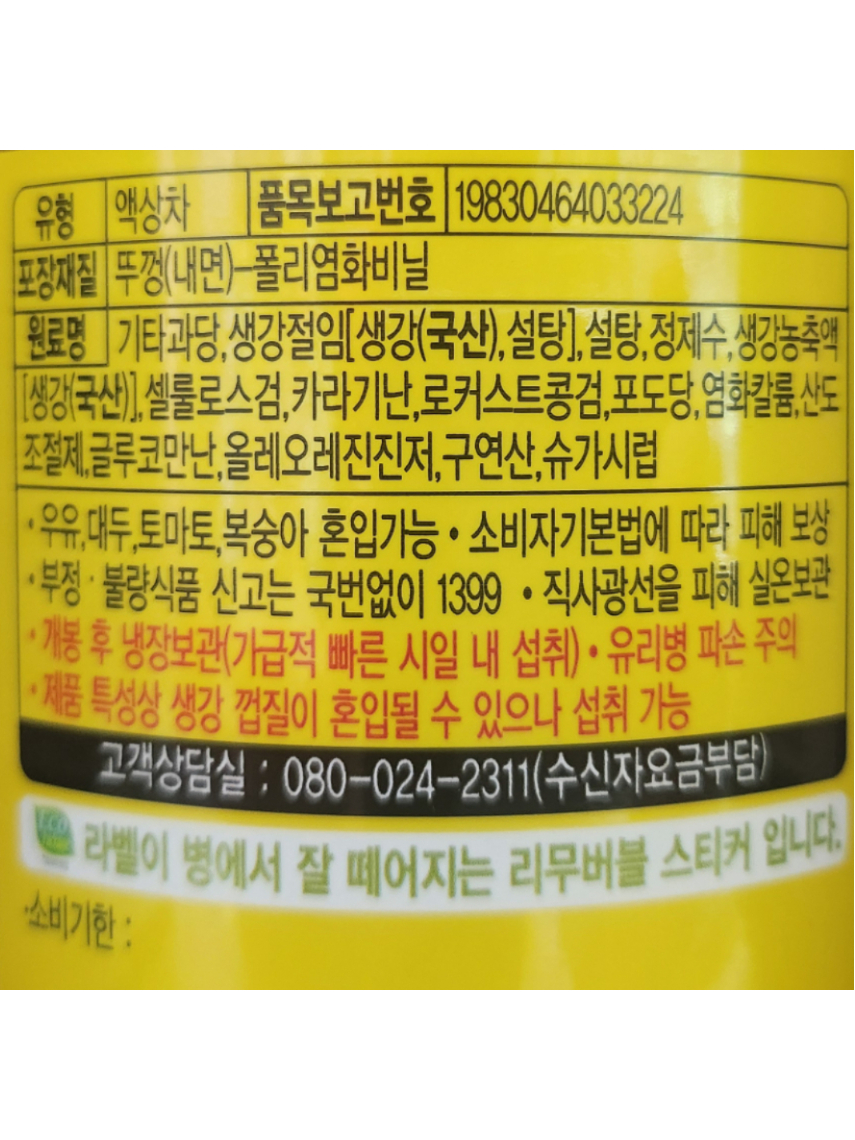 유형 액상차 품목보고번호 19830464033224
포장재질 뚜껑(내면)-폴리염화비닐
원료명 기타과당,생강절임[생강(국산),설탕],설탕,정제수,생강농축액
[생강(국산)],셀룰로스검,카라기난,로커스트콩검,포도당,염화칼륨,산도
조절제,글루코만난,올레오레진진저,구연산,슈가시럽
·우유,대두,토마토,복숭아 혼입가능 •소비자기본법에 따라 피해 보상
·부정·불량식품 신고는 국번없이 1399 •직사광선을 피해 실온보관
·개봉 후 냉장보관(가급적 빠른 시일 내 섭취) •유리병 파손 주의
·제품 특성상 생강 껍질이 혼입될 수 있으나 섭취 가능
고객상담실 : 080-024-2311(수신자요금부담)
ECO
라벨이 병에서 잘 떼어지는 리무버블 스티커 입니다.
·소비기한 :